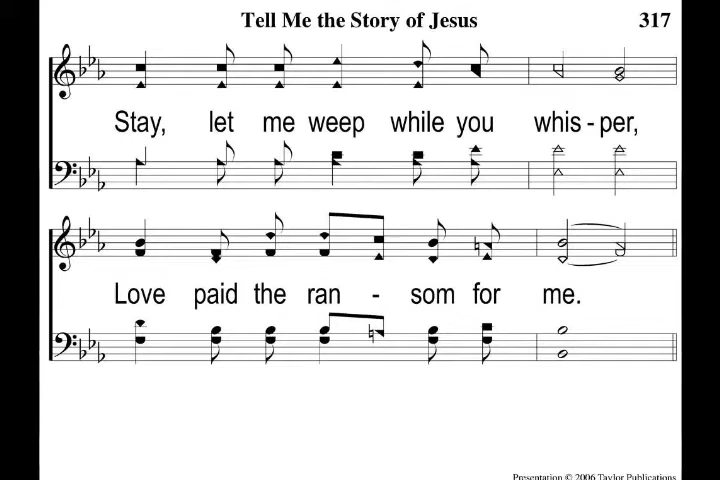 Tell Me the Story of Jesus 317
Stay, let me weep while you whis - per,
Love paid the ran - som for me.
Presentation © 2006 Taylor Publications